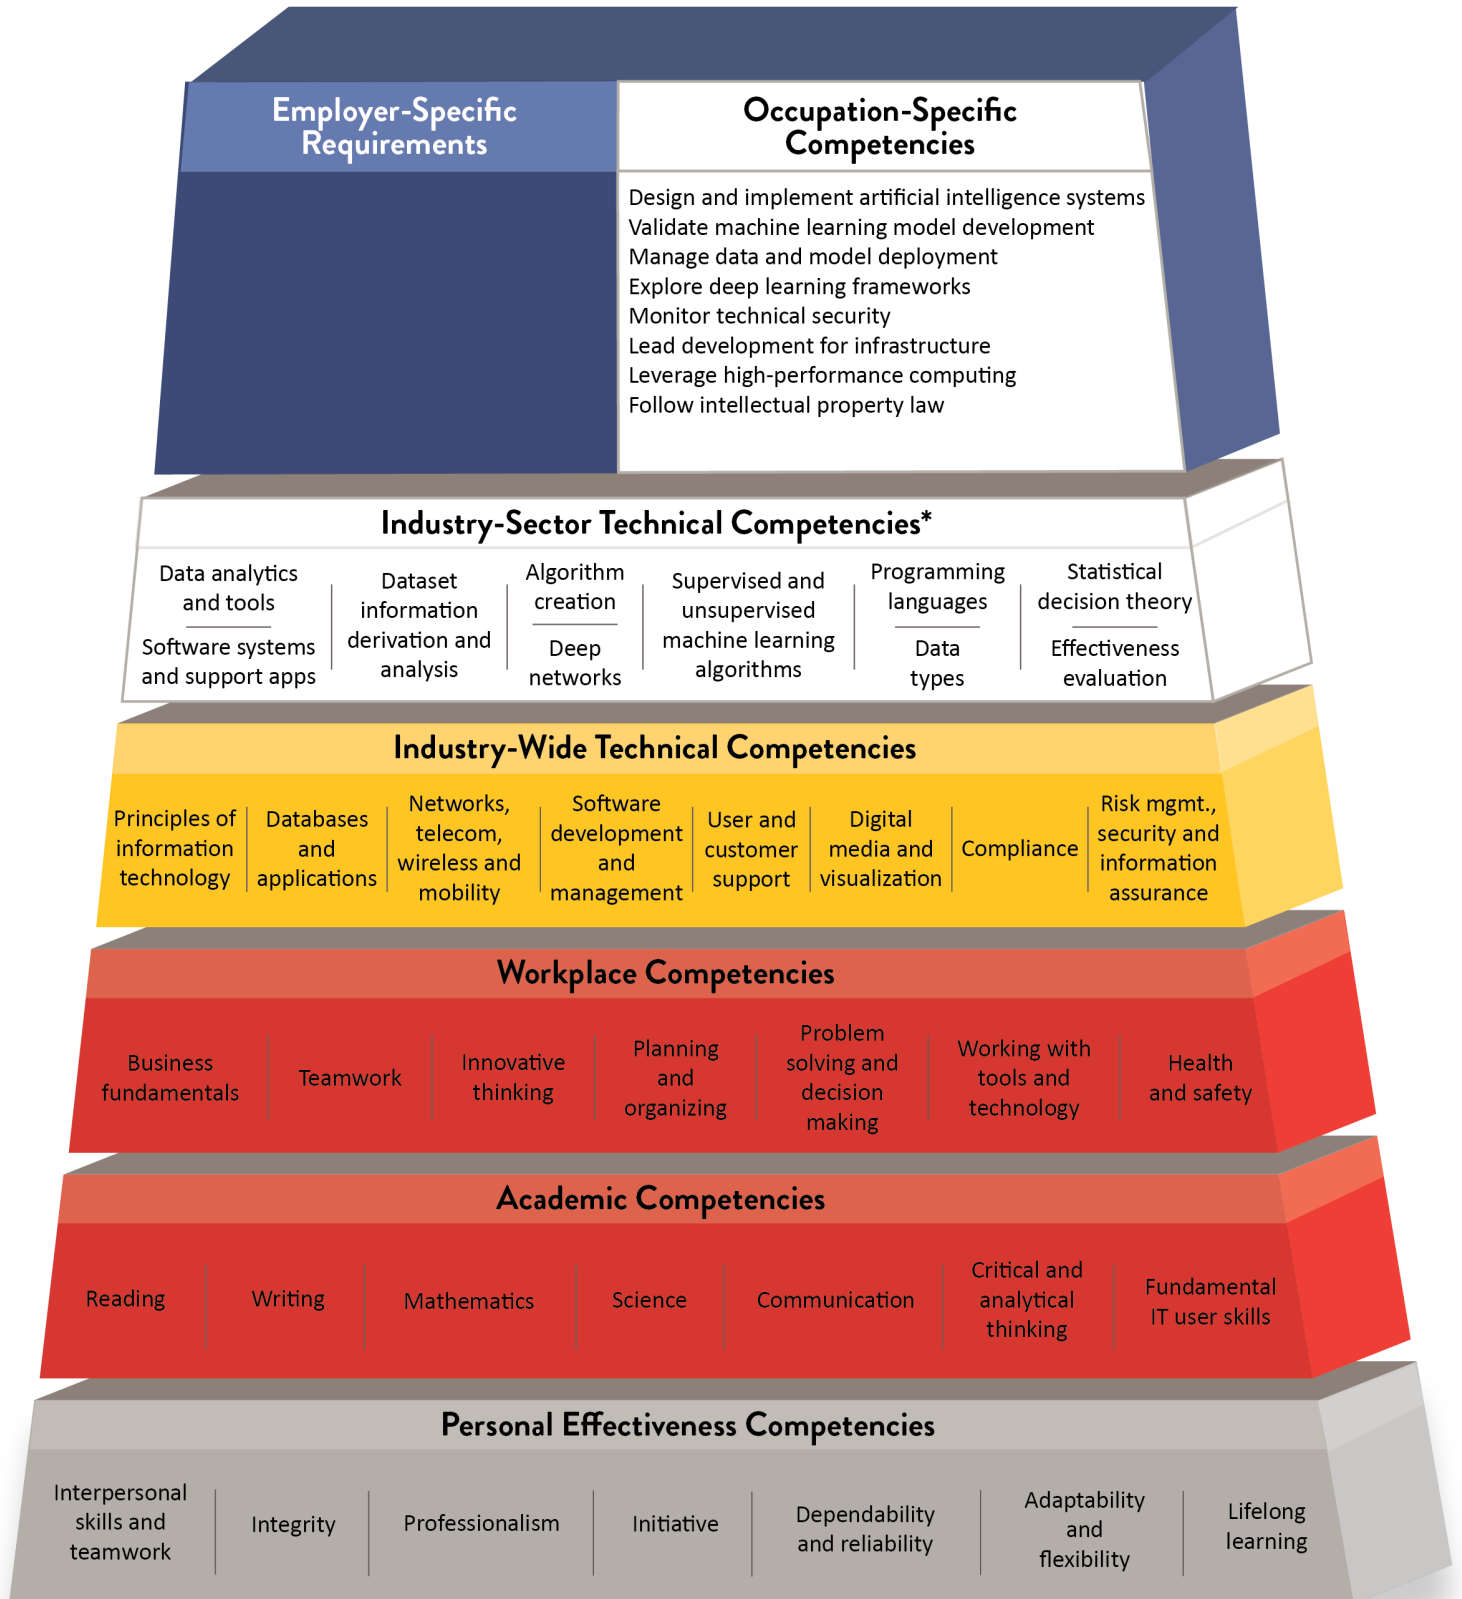 Employer-Specific
Requirements
Occupation-Specific
Competencies
Design and implement artificial intelligence systems
Validate machine learning model development
Manage data and model deployment
Explore deep learning frameworks
Monitor technical security
Lead development for infrastructure
Leverage high-performance computing
Follow intellectual property law
Industry-Sector Technical Competencies*
Data analytics
and tools
Software systems
and support apps
Dataset
information
derivation and
analysis
Algorithm
creation
Deep
networks
Supervised and
unsupervised
machine learning
algorithms
Programming
languages
Data
types
Statistical
decision theory
Effectiveness
evaluation
Industry-Wide Technical Competencies
Principles of
information
technology
Databases
and
applications
Networks,
telecom,
wireless and
mobility
Software
development
and
management
User and
customer
support
Digital
media and
visualization
Compliance
Risk mgmt.,
security and
information
assurance
Workplace Competencies
Business
fundamentals
Teamwork
Innovative
thinking
Planning
and
organizing
Problem
solving and
decision
making
Working with
tools and
technology
Health
and safety
Academic Competencies
Reading
Writing
Mathematics
Science
Communication
Critical and
analytical
thinking
Fundamental
IT user skills
Personal Effectiveness Competencies
Interpersonal
skills and
teamwork
Integrity
Professionalism
Initiative
Dependability
and reliability
Adaptability
and
flexibility
Lifelong
learning